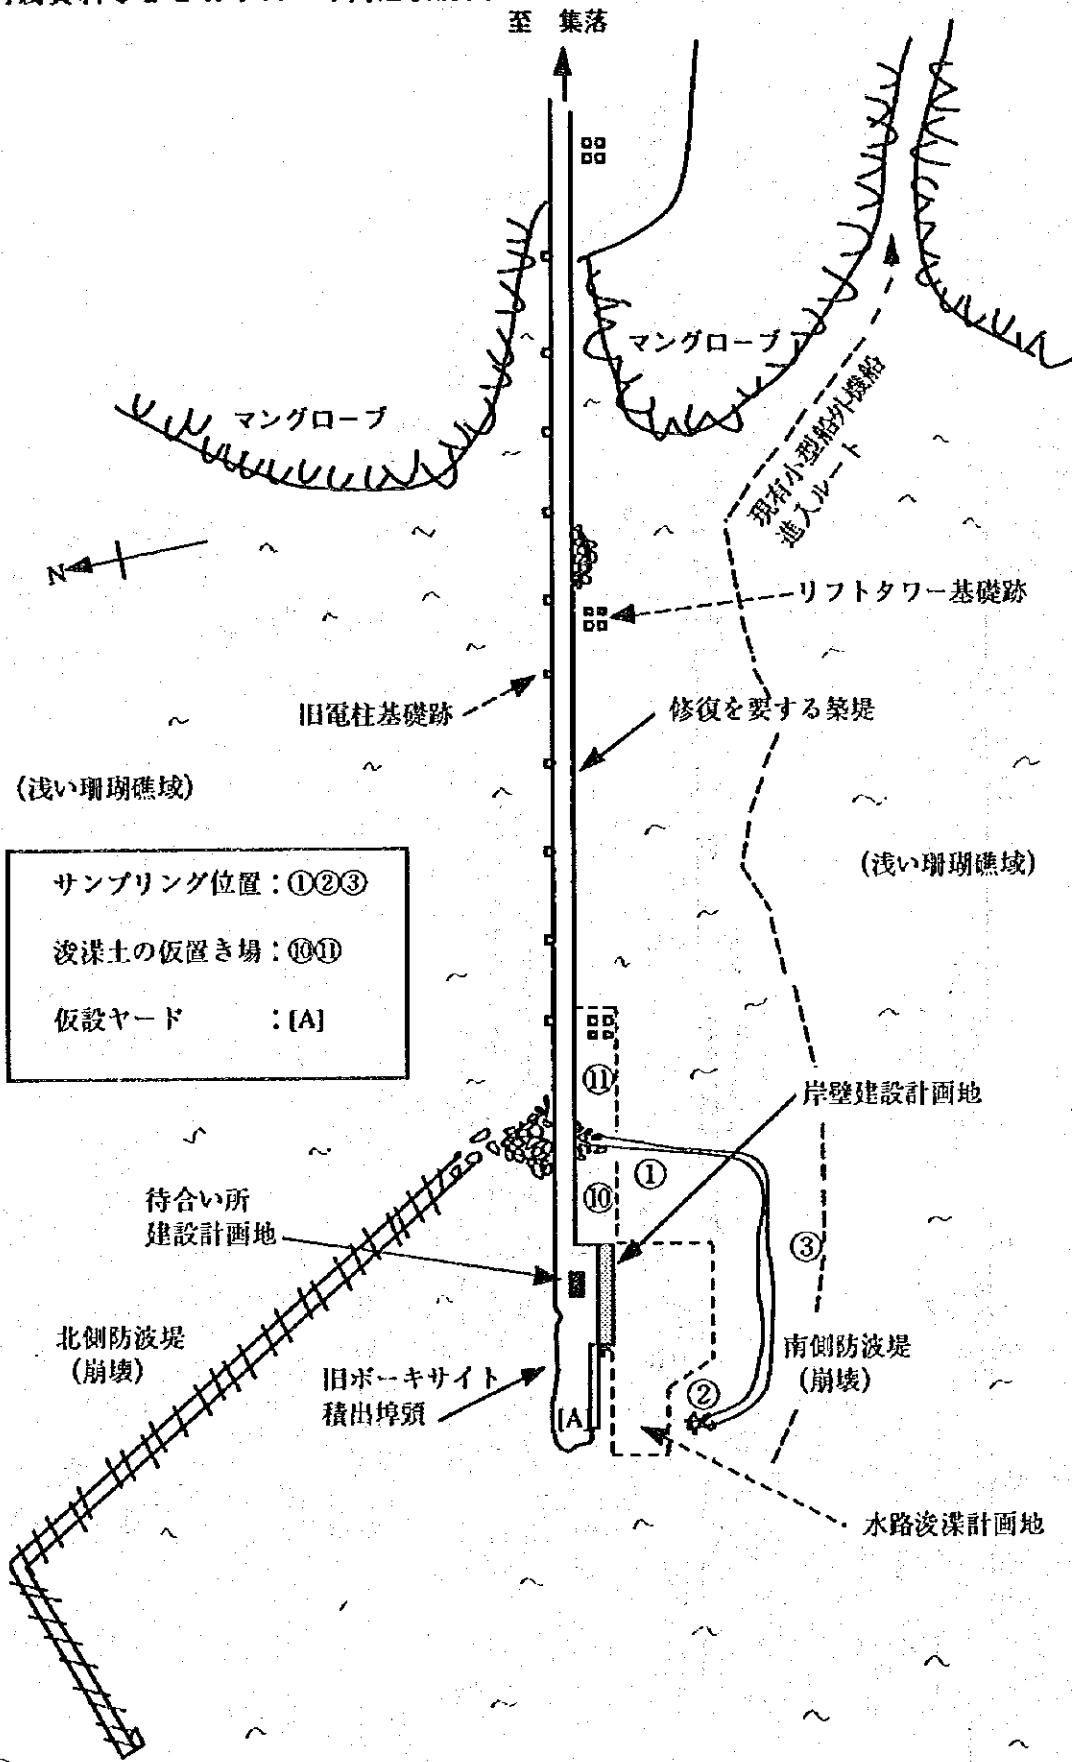 至 集落
マングローブ
マングローブ
現有小型船外機船
進入ルート
N
リフトタワー基礎跡
旧電柱基礎跡
修復を要する築堤
(浅い珊瑚礁域)
(浅い珊瑚礁域)
サンプリング位置:①②③
浚渫土の仮置き場:⑩⑪
仮設ヤード :[A]
⑪
岸壁建設計画地
①
⑩
待合い所
建設計画地
③
北側防波堤
(崩壊)
旧ボーキサイト
積出埠頭
[A]
②
南側防波堤
(崩壊)
水路浚渫計画地